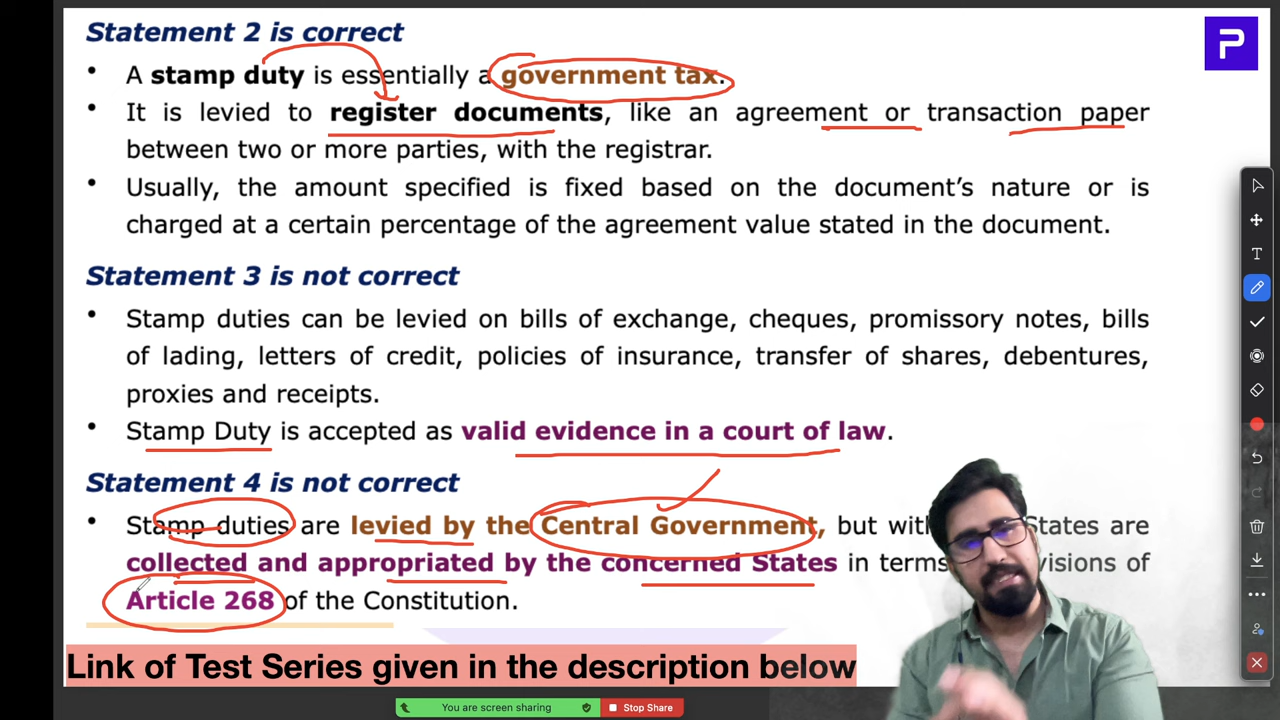 Statement 2 is correct
• A stamp duty is essentially a government tax.
• It is levied to register documents, like an agreement or transaction paper
between two or more parties, with the registrar.
• Usually, the amount specified is fixed based on the document's nature or is
charged at a certain percentage of the agreement value stated in the document.
Statement 3 is not correct
• Stamp duties can be levied on bills of exchange, cheques, promissory notes, bills
of lading, letters of credit, policies of insurance, transfer of shares, debentures,
proxies and receipts.
• Stamp Duty is accepted as valid evidence in a court of law.
Statement 4 is not correct
• Stamp duties are levied by the Central Government, but States are
collected and appropriated by the concerned States in terms of
Article 268 of the Constitution.
Link of Test Series given in the description below
You are screen sharing Stop Share
P
T